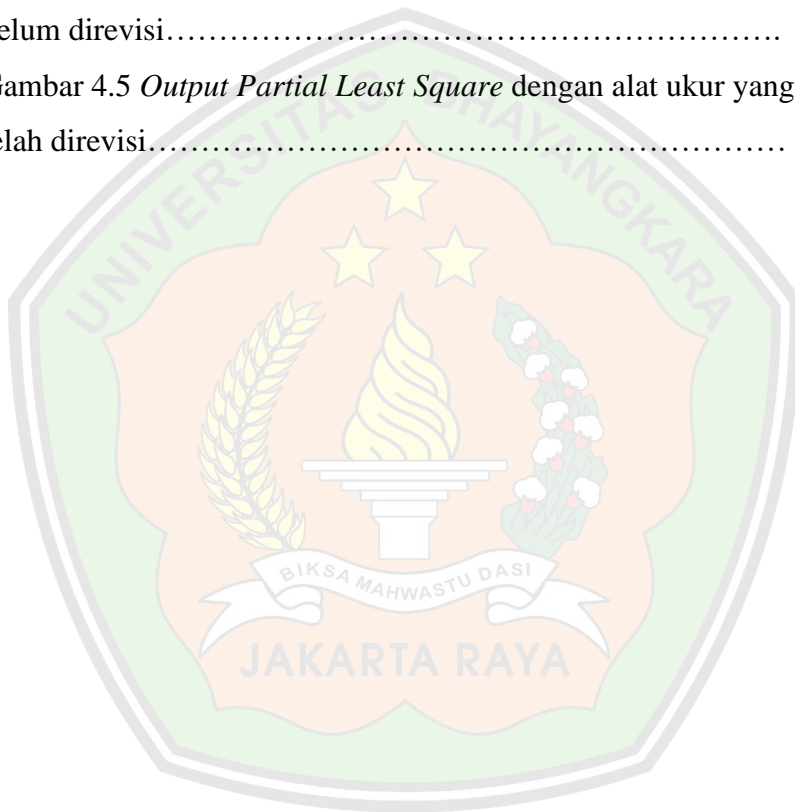 elum direvisi……………………………………………………………….
Gambar 4.5 Output Partial Least Square dengan alat ukur yang
elah direvisi…………………………………………………………………
UNIVERSITAS BHAYANGKARA
BIKSA MAHWASTU DASI
JAKARTA RAYA